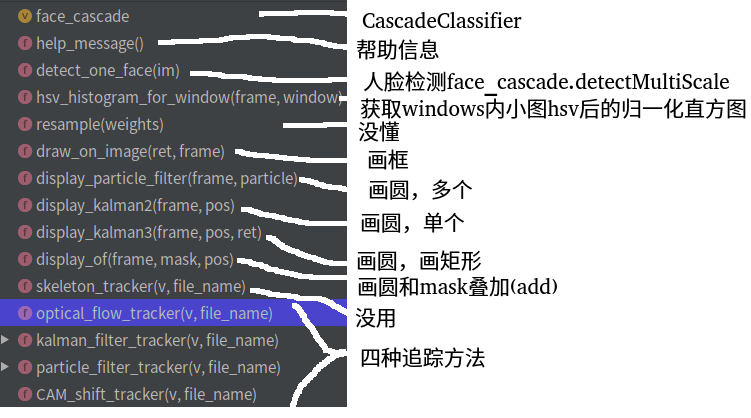 v face_cascade
CascadeClassifier
f help_message()
帮助信息
f detect_one_face(im)
人脸检测face_cascade.detectMultiScale
f hsv_histogram_for_window(frame, window)
获取windows内小图hsv后的归一化直方图
f resample(weights)
没懂
f draw_on_image(ret, frame)
画框
f display_particle_filter(frame, particle)
画圆，多个
f display_kalman2(frame, pos)
画圆，单个
f display_kalman3(frame, pos, ret)
画圆，画矩形
f display_of(frame, mask, pos)
画圆和mask叠加(add)
f skeleton_tracker(v, file_name)
没用
f optical_flow_tracker(v, file_name)
f kalman_filter_tracker(v, file_name)
四种追踪方法
f particle_filter_tracker(v, file_name)
f CAM_shift_tracker(v, file_name)